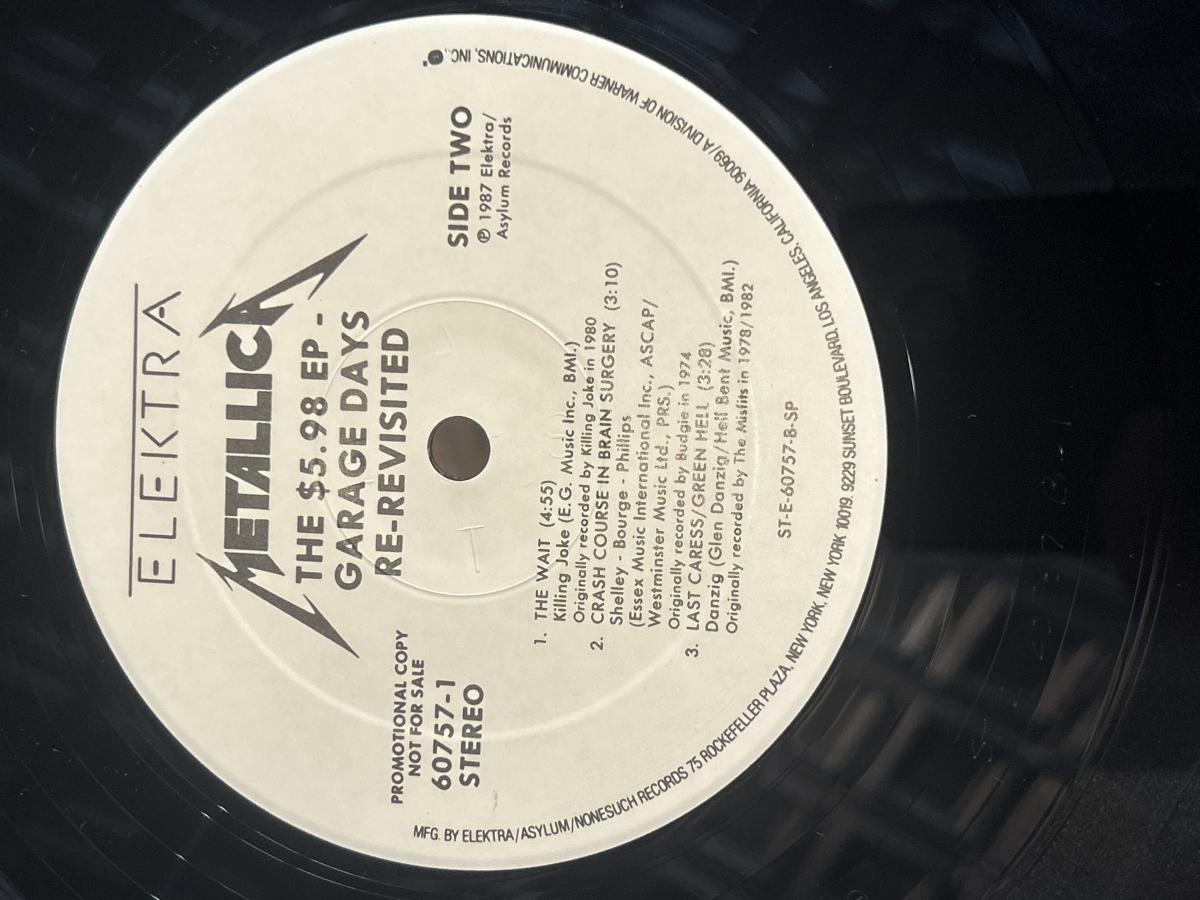 ELEKTRA
METALLICA
THE $5.98 EP -
GARAGE DAYS
RE-REVISITED
PROMOTIONAL COPY
NOT FOR SALE
60757-1
STEREO
SIDE TWO
℗ 1987 Elektra/
Asylum Records
1. THE WAIT (4:55)
Killing Joke (E.G. Music Inc., BMI.)
Originally recorded by Killing Joke in 1980
2. CRASH COURSE IN BRAIN SURGERY (3:10)
Shelley - Bourge - Phillips
(Essex Music International Inc., ASCAP/
Westminster Music Ltd., PRS.)
Originally recorded by Budgie in 1974
3. LAST CARESS/GREEN HELL (3:28)
Danzig (Glen Danzig/Hell Bent Music, BMI.)
Originally recorded by The Misfits in 1978/1982
ST-E-60757-B-SP
MFG. BY ELEKTRA/ASYLUM/NONESUCH RECORDS 75 ROCKEFELLER PLAZA, NEW YORK, NEW YORK 10019. 9229 SUNSET BOULEVARD, LOS ANGELES, CALIFORNIA 90069/A DIVISION OF WARNER COMMUNICATIONS, INC.